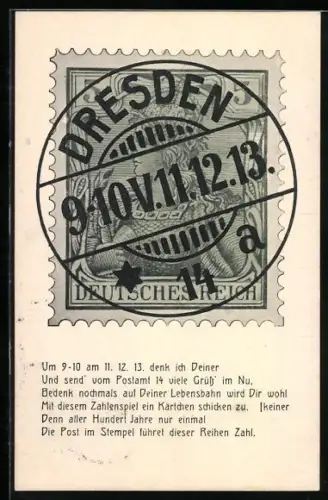 DRESDEN
5 5
9-10V.11.12.13.
★ 14 a
DEUTSCHES REICH
Um 9-10 am 11. 12. 13. denk ich Deiner
Und send' vom Postamt 14 viele Grüß' im Nu,
Bedenk nochmals auf Deiner Lebensbahn wird Dir wohl
Mit diesem Zahlenspiel ein Kärtchen schicken zu. [keiner
Denn aller Hundert Jahre nur einmal
Die Post im Stempel führet dieser Reihen Zahl.